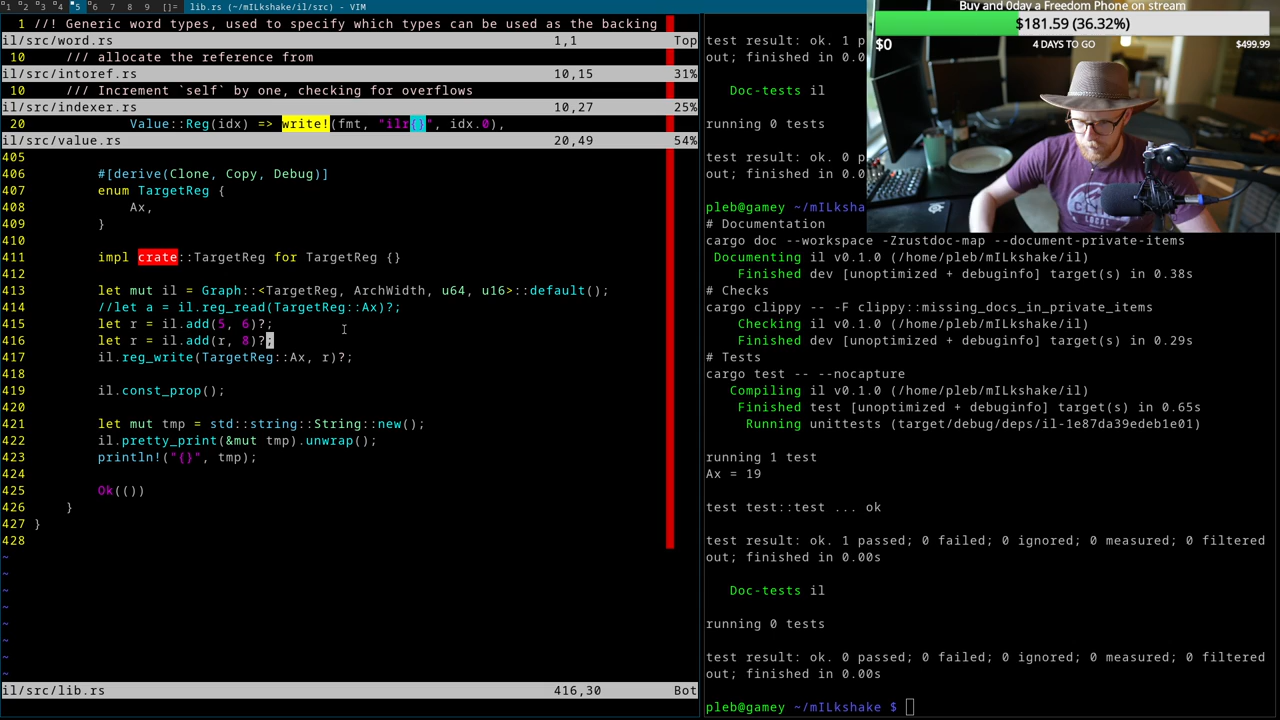 1 2 3 4 5 6 7 8 9 []= lib.rs (~/mILkshake/il/src) - VIM
1 //! Generic word types, used to specify which types can be used as the backing
il/src/word.rs 1,1 Top
10 /// allocate the reference from
il/src/intoref.rs 10,15 31%
10 /// Increment `self` by one, checking for overflows
il/src/indexer.rs 10,27 25%
20 Value::Reg(idx) => write!(fmt, "ilr{}", idx.0),
il/src/value.rs 20,49 54%
405
406 #[derive(Clone, Copy, Debug)]
407 enum TargetReg {
408 Ax,
409 }
410
411 impl crate::TargetReg for TargetReg {}
412
413 let mut il = Graph::<TargetReg, ArchWidth, u64, u16>::default();
414 //let a = il.reg_read(TargetReg::Ax)?;
415 let r = il.add(5, 6)?;
416 let r = il.add(r, 8)?;
417 il.reg_write(TargetReg::Ax, r)?;
418
419 il.const_prop();
420
421 let mut tmp = std::string::String::new();
422 il.pretty_print(&mut tmp).unwrap();
423 println!("{}", tmp);
424
425 Ok(())
426 }
427 }
428
~
~
~
~
~
~
~
~
il/src/lib.rs 416,30 Bot
test result: ok. 1 p
out; finished in 0.0
Doc-tests il
running 0 tests
test result: ok. 0 p
out; finished in 0.0
pleb@gamey ~/mILksha
# Documentation
cargo doc --workspace -Zrustdoc-map --document-private-items
Documenting il v0.1.0 (/home/pleb/mILkshake/il)
Finished dev [unoptimized + debuginfo] target(s) in 0.38s
# Checks
cargo clippy -- -F clippy::missing_docs_in_private_items
Checking il v0.1.0 (/home/pleb/mILkshake/il)
Finished dev [unoptimized + debuginfo] target(s) in 0.29s
# Tests
cargo test -- --nocapture
Compiling il v0.1.0 (/home/pleb/mILkshake/il)
Finished test [unoptimized + debuginfo] target(s) in 0.65s
Running unittests (target/debug/deps/il-1e87da39edeb1e01)
running 1 test
Ax = 19
test test::test ... ok
test result: ok. 1 passed; 0 failed; 0 ignored; 0 measured; 0 filtered
out; finished in 0.00s
Doc-tests il
running 0 tests
test result: ok. 0 passed; 0 failed; 0 ignored; 0 measured; 0 filtered
out; finished in 0.00s
pleb@gamey ~/mILkshake $
Buy and 0day a Freedom Phone on stream
$181.59 (36.32%)
$0 4 DAYS TO GO $499.99